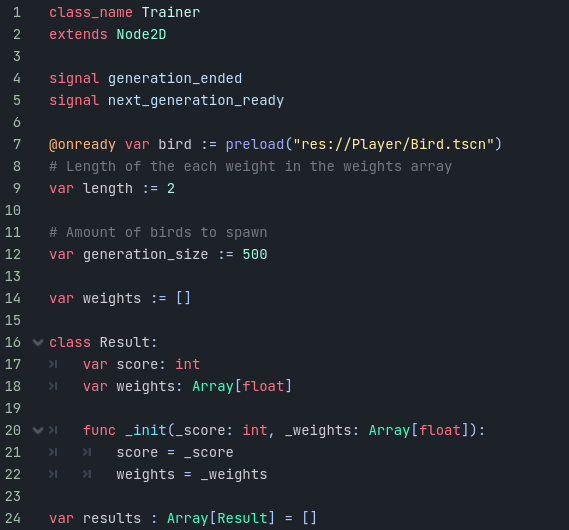 1 class_name Trainer
2 extends Node2D
3
4 signal generation_ended
5 signal next_generation_ready
6
7 @onready var bird := preload("res://Player/Bird.tscn")
8 # Length of the each weight in the weights array
9 var length := 2
10
11 # Amount of birds to spawn
12 var generation_size := 500
13
14 var weights := []
15
16 class Result:
17 var score: int
18 var weights: Array[float]
19
20 func _init(_score: int, _weights: Array[float]):
21 score = _score
22 weights = _weights
23
24 var results : Array[Result] = []